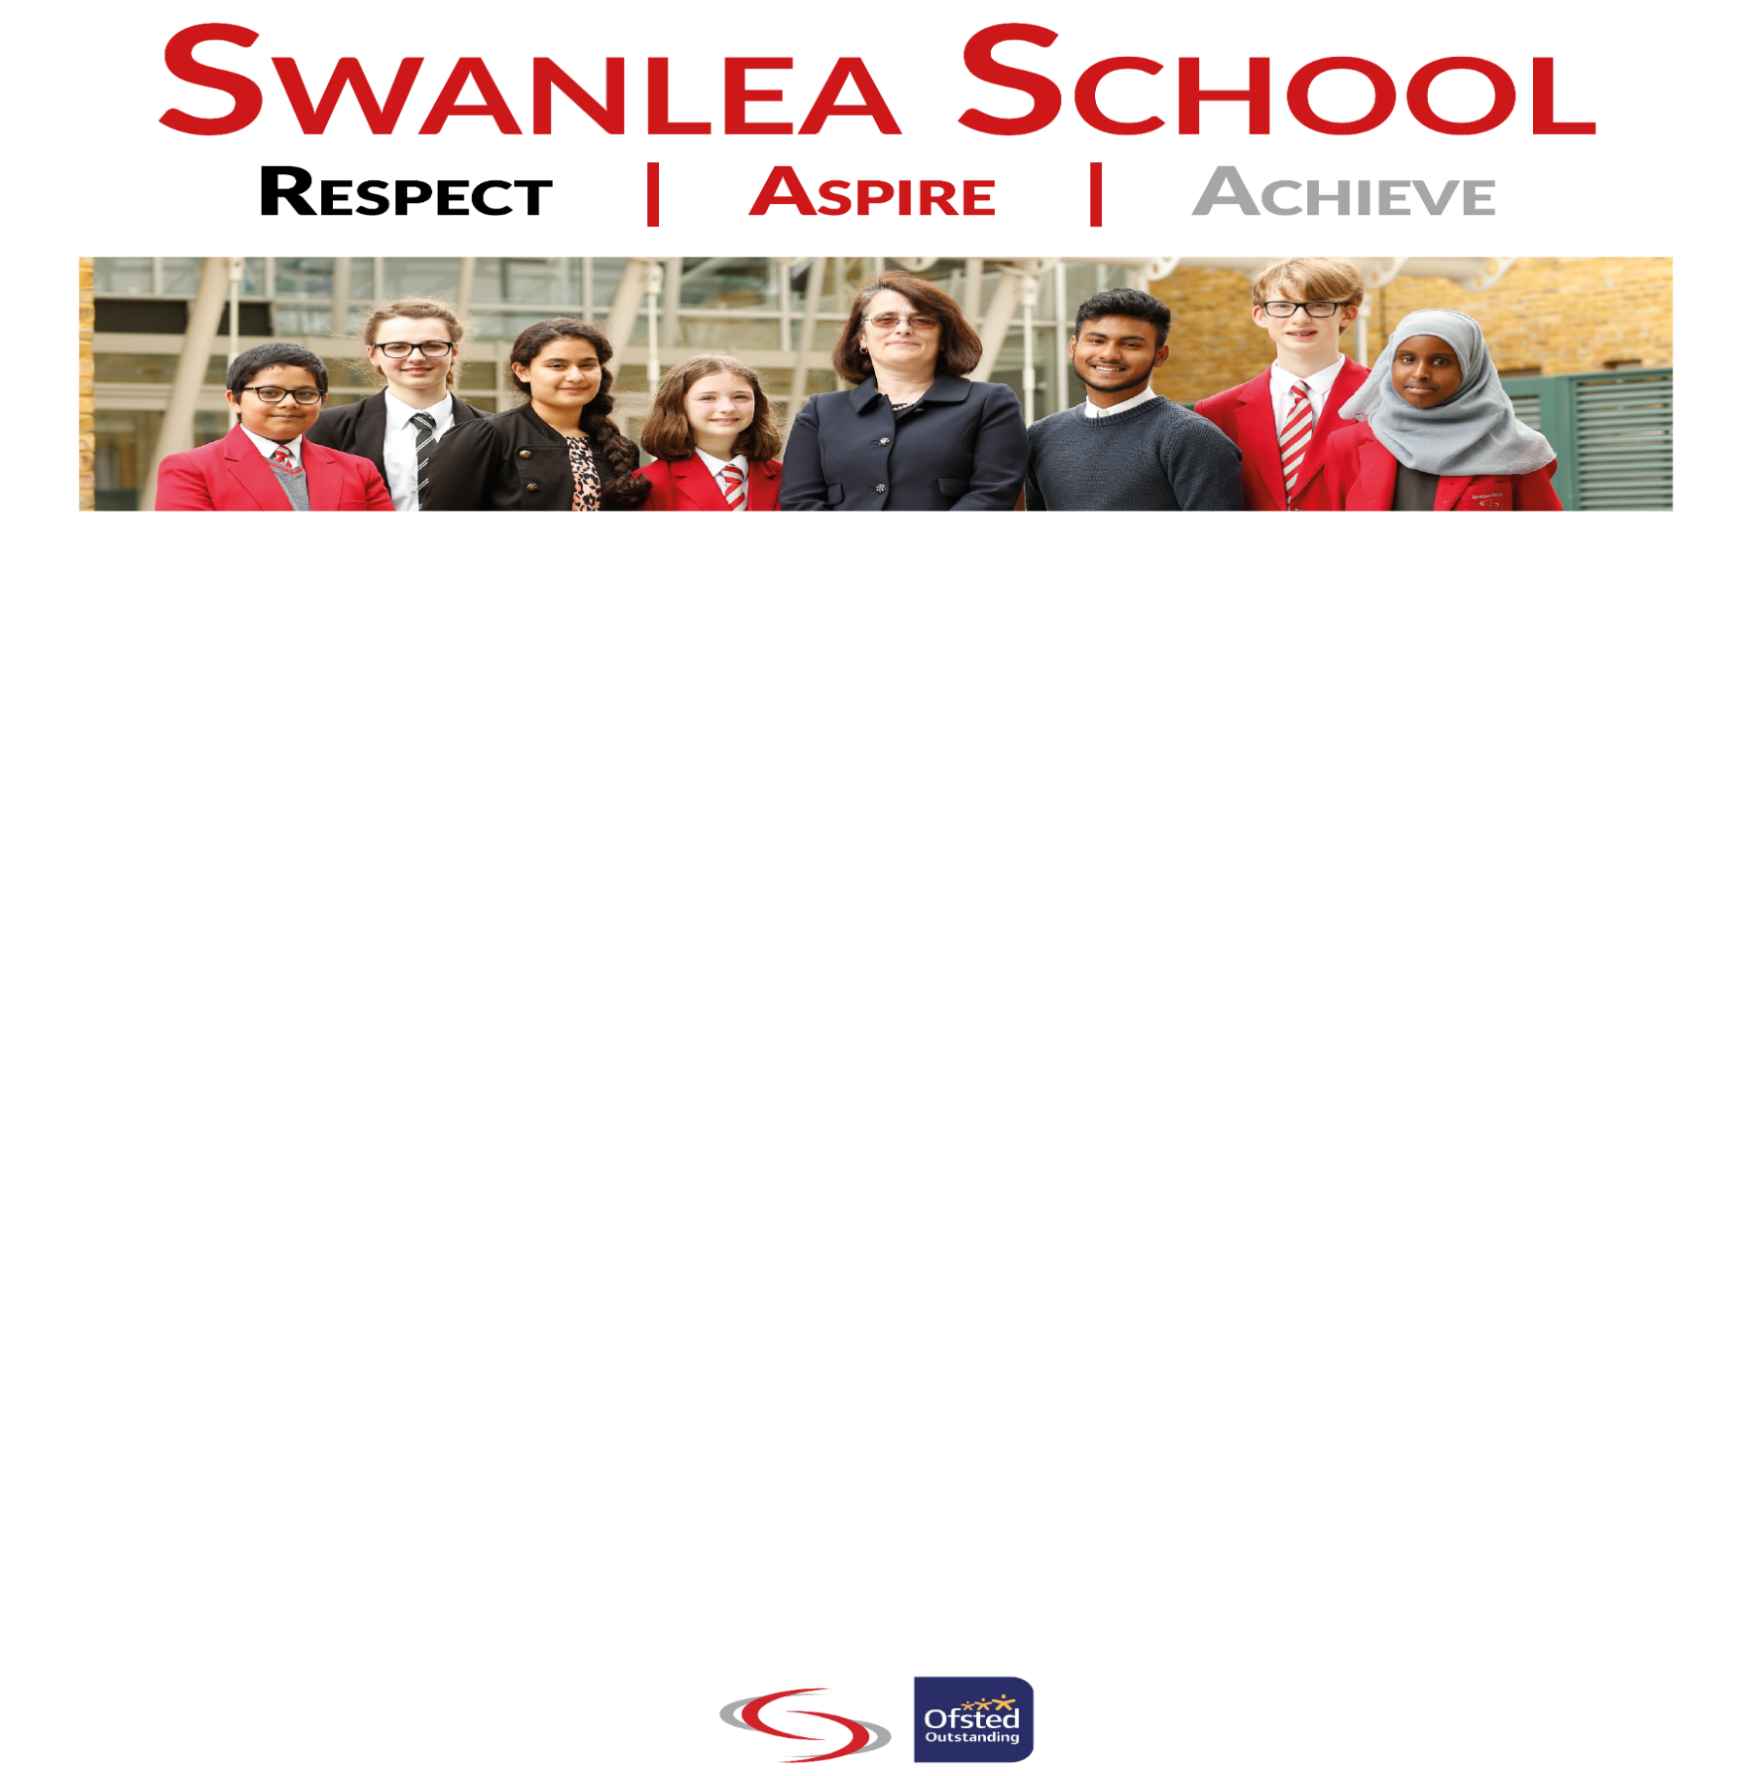 SWANLEA SCHOOL
RESPECT | ASPIRE | ACHIEVE
Ofsted
Outstanding